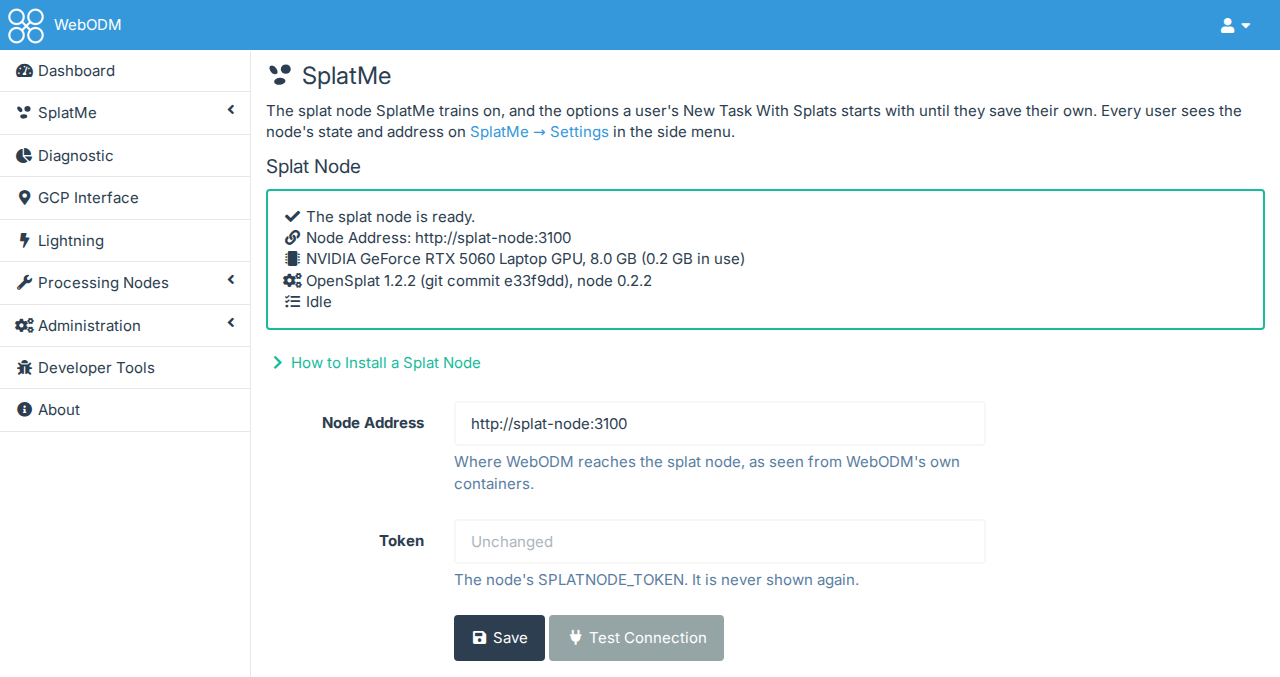 WebODM
Dashboard
SplatMe
Diagnostic
GCP Interface
Lightning
Processing Nodes
Administration
Developer Tools
About
SplatMe
The splat node SplatMe trains on, and the options a user's New Task With Splats starts with until they save their own. Every user sees the
node's state and address on SplatMe → Settings in the side menu.
Splat Node
The splat node is ready.
Node Address: http://splat-node:3100
NVIDIA GeForce RTX 5060 Laptop GPU, 8.0 GB (0.2 GB in use)
OpenSplat 1.2.2 (git commit e33f9dd), node 0.2.2
Idle
How to Install a Splat Node
Node Address
http://splat-node:3100
Where WebODM reaches the splat node, as seen from WebODM's own
containers.
Token
Unchanged
The node's SPLATNODE_TOKEN. It is never shown again.
Save
Test Connection